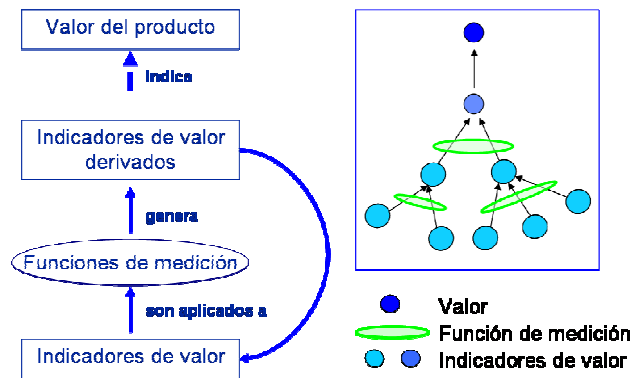 Valor del producto
indica
Indicadores de valor
derivados
genera
Funciones de medición
son aplicados a
Indicadores de valor
Valor
Función de medición
Indicadores de valor